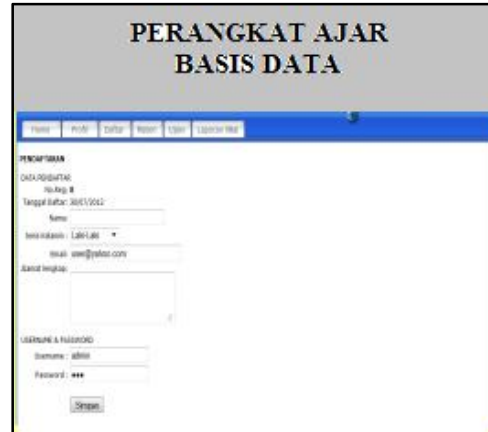 PERANGKAT AJAR
BASIS DATA
Home Profil Daftar Materi Ujian Laporan Nilai
PENDAFTARAN
DATA PENDAFTAR
No.Reg: 8
Tanggal Daftar: 30/07/2012
Nama:
Jenis Kelamin : Laki-Laki
Email: user@yahoo.com
Alamat lengkap:
USERNAME & PASSWORD
Username : admin
Password : •••
Simpan